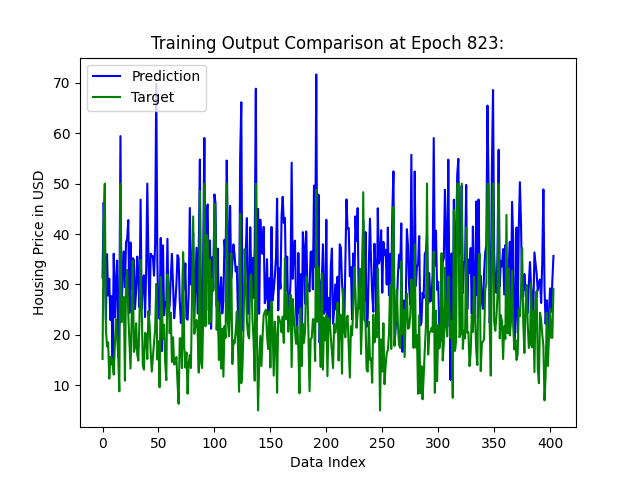 Training Output Comparison at Epoch 823:
Prediction
Target
Housing Price in USD
70
60
50
40
30
20
10
0 50 100 150 200 250 300 350 400
Data Index